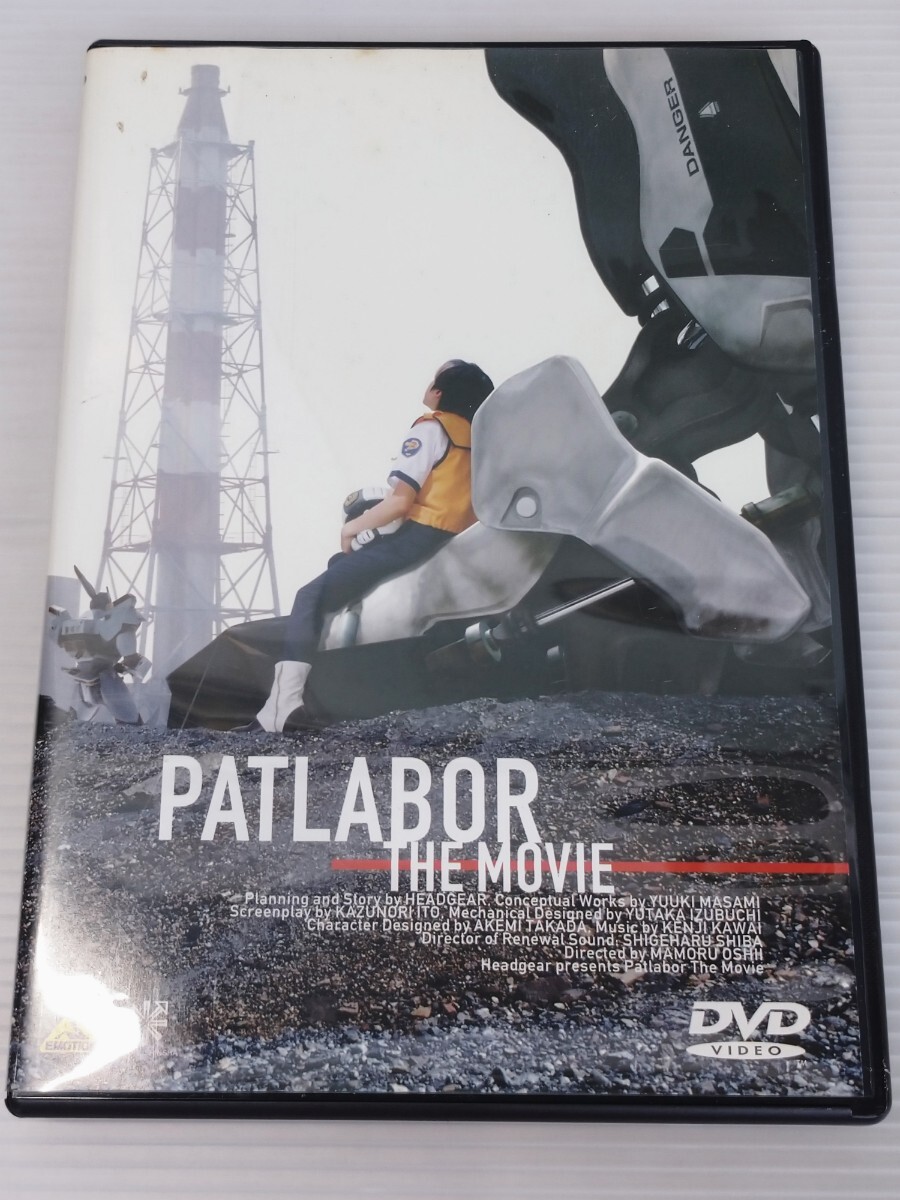 DANGER
PATLABOR
THE MOVIE
Planning and Story by HEADGEAR, Conceptual Works by YUUKI MASAMI
Screenplay by KAZUNORI ITO, Mechanical Designed by YUTAKA IZUBUCHI
Character Designed by AKEMI TAKADA, Music by KENJI KAWAI
Director of Renewal Sound, SHIGEHARU SHIBA
Directed by MAMORU OSHII
Headgear presents Patlabor The Movie
EMOTION
DVD
VIDEO
TM